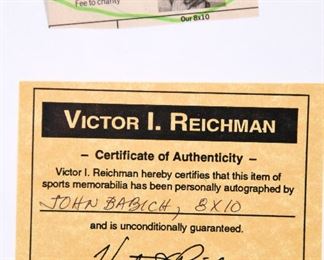 Fee to charity
Our 8x10
VICTOR I. REICHMAN
– Certificate of Authenticity –
Victor I. Reichman hereby certifies that this item of
sports memorabilia has been personally autographed by
JOHN BABICH, 8X10
and is unconditionally guaranteed.